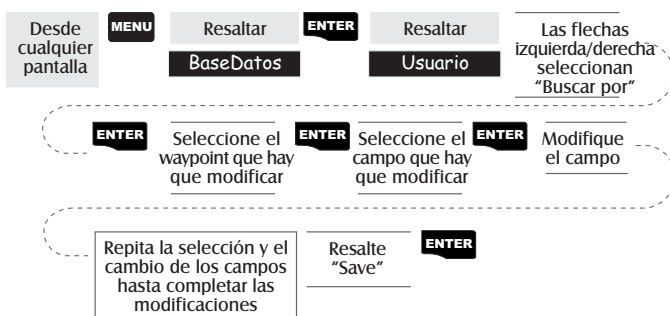 Desde
cualquier
pantalla
MENU
Resaltar
BaseDatos
ENTER
Resaltar
Usuario
Las flechas
izquierda/derecha
seleccionan
“Buscar por”
ENTER
Seleccione el
waypoint que hay
que modificar
ENTER
Seleccione el
campo que hay
que modificar
ENTER
Modifique
el campo
Repita la selección y el
cambio de los campos
hasta completar las
modificaciones
Resalte
“Save”
ENTER